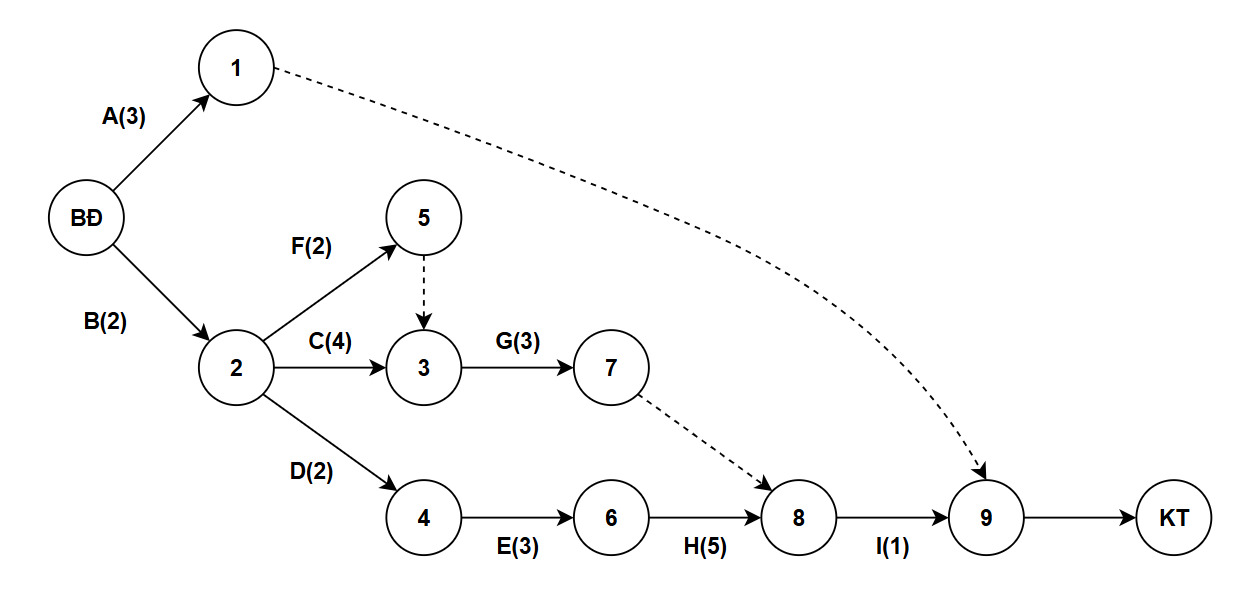 1
A(3)
BĐ
5
F(2)
B(2)
C(4)
G(3)
2
3
7
D(2)
4
6
8
9
KT
E(3)
H(5)
I(1)